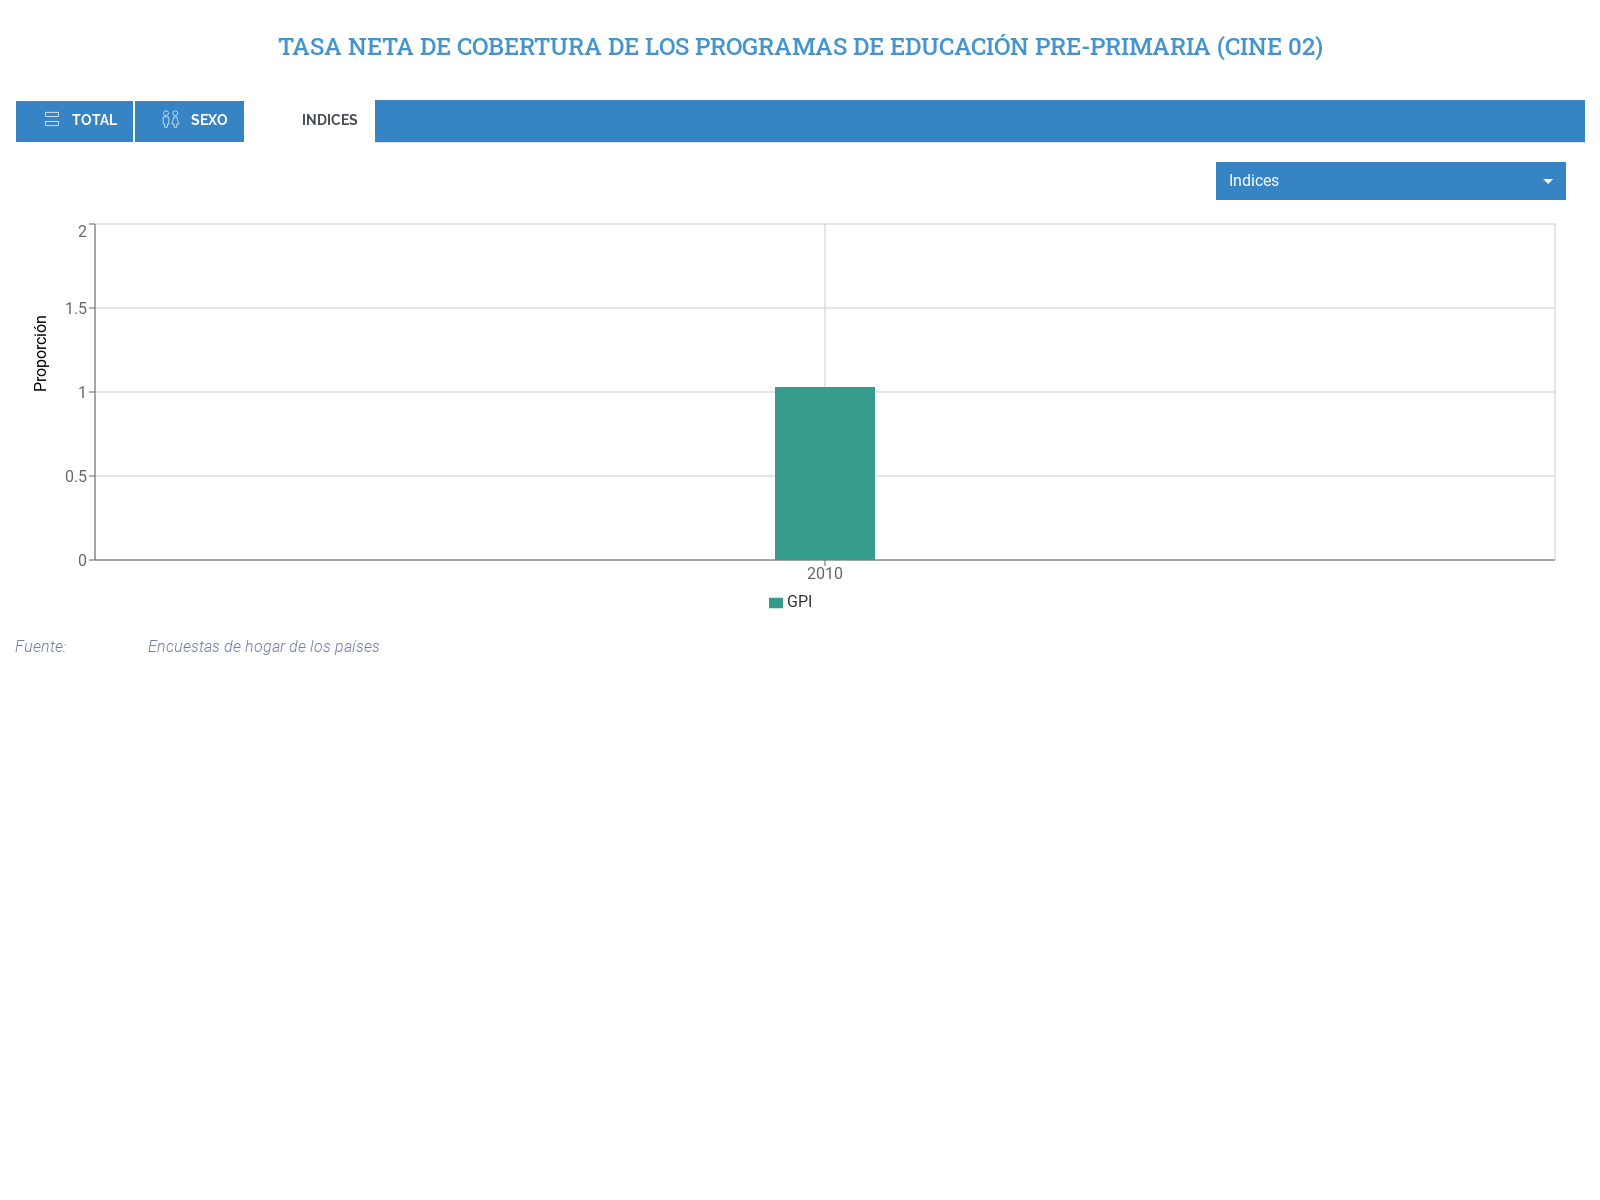 TASA NETA DE COBERTURA DE LOS PROGRAMAS DE EDUCACIÓN PRE-PRIMARIA (CINE 02)
TOTAL SEXO INDICES
Indices
Proporción
2
1.5
1
0.5
0
2010
GPI
Fuente: Encuestas de hogar de los países